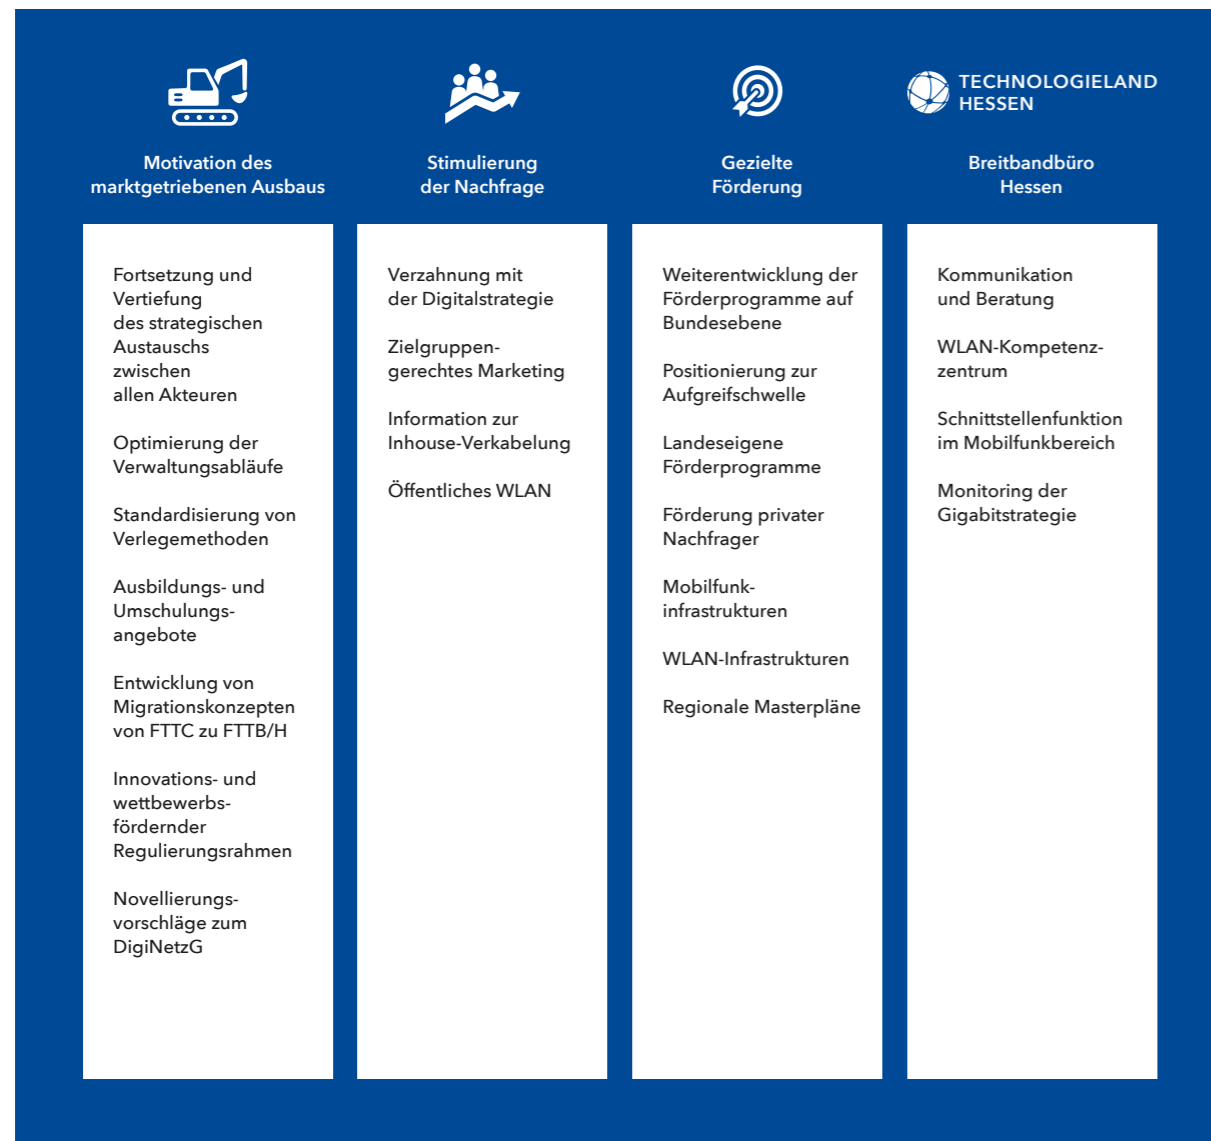 TECHNOLOGIELAND
HESSEN
Motivation des
marktgetriebenen Ausbaus
Stimulierung
der Nachfrage
Gezielte
Förderung
Breitbandbüro
Hessen
Fortsetzung und
Vertiefung
des strategischen
Austauschs
zwischen
allen Akteuren
Optimierung der
Verwaltungsabläufe
Standardisierung von
Verlegemethoden
Ausbildungs- und
Umschulungs-
angebote
Entwicklung von
Migrationskonzepten
von FTTC zu FTTB/H
Innovations- und
wettbewerbs-
fördernder
Regulierungsrahmen
Novellierungs-
vorschläge zum
DigiNetzG
Verzahnung mit
der Digitalstrategie
Zielgruppen-
gerechtes Marketing
Information zur
Inhouse-Verkabelung
Öffentliches WLAN
Weiterentwicklung der
Förderprogramme auf
Bundesebene
Positionierung zur
Aufgreifschwelle
Landeseigene
Förderprogramme
Förderung privater
Nachfrager
Mobilfunk-
infrastrukturen
WLAN-Infrastrukturen
Regionale Masterpläne
Kommunikation
und Beratung
WLAN-Kompetenz-
zentrum
Schnittstellenfunktion
im Mobilfunkbereich
Monitoring der
Gigabitstrategie